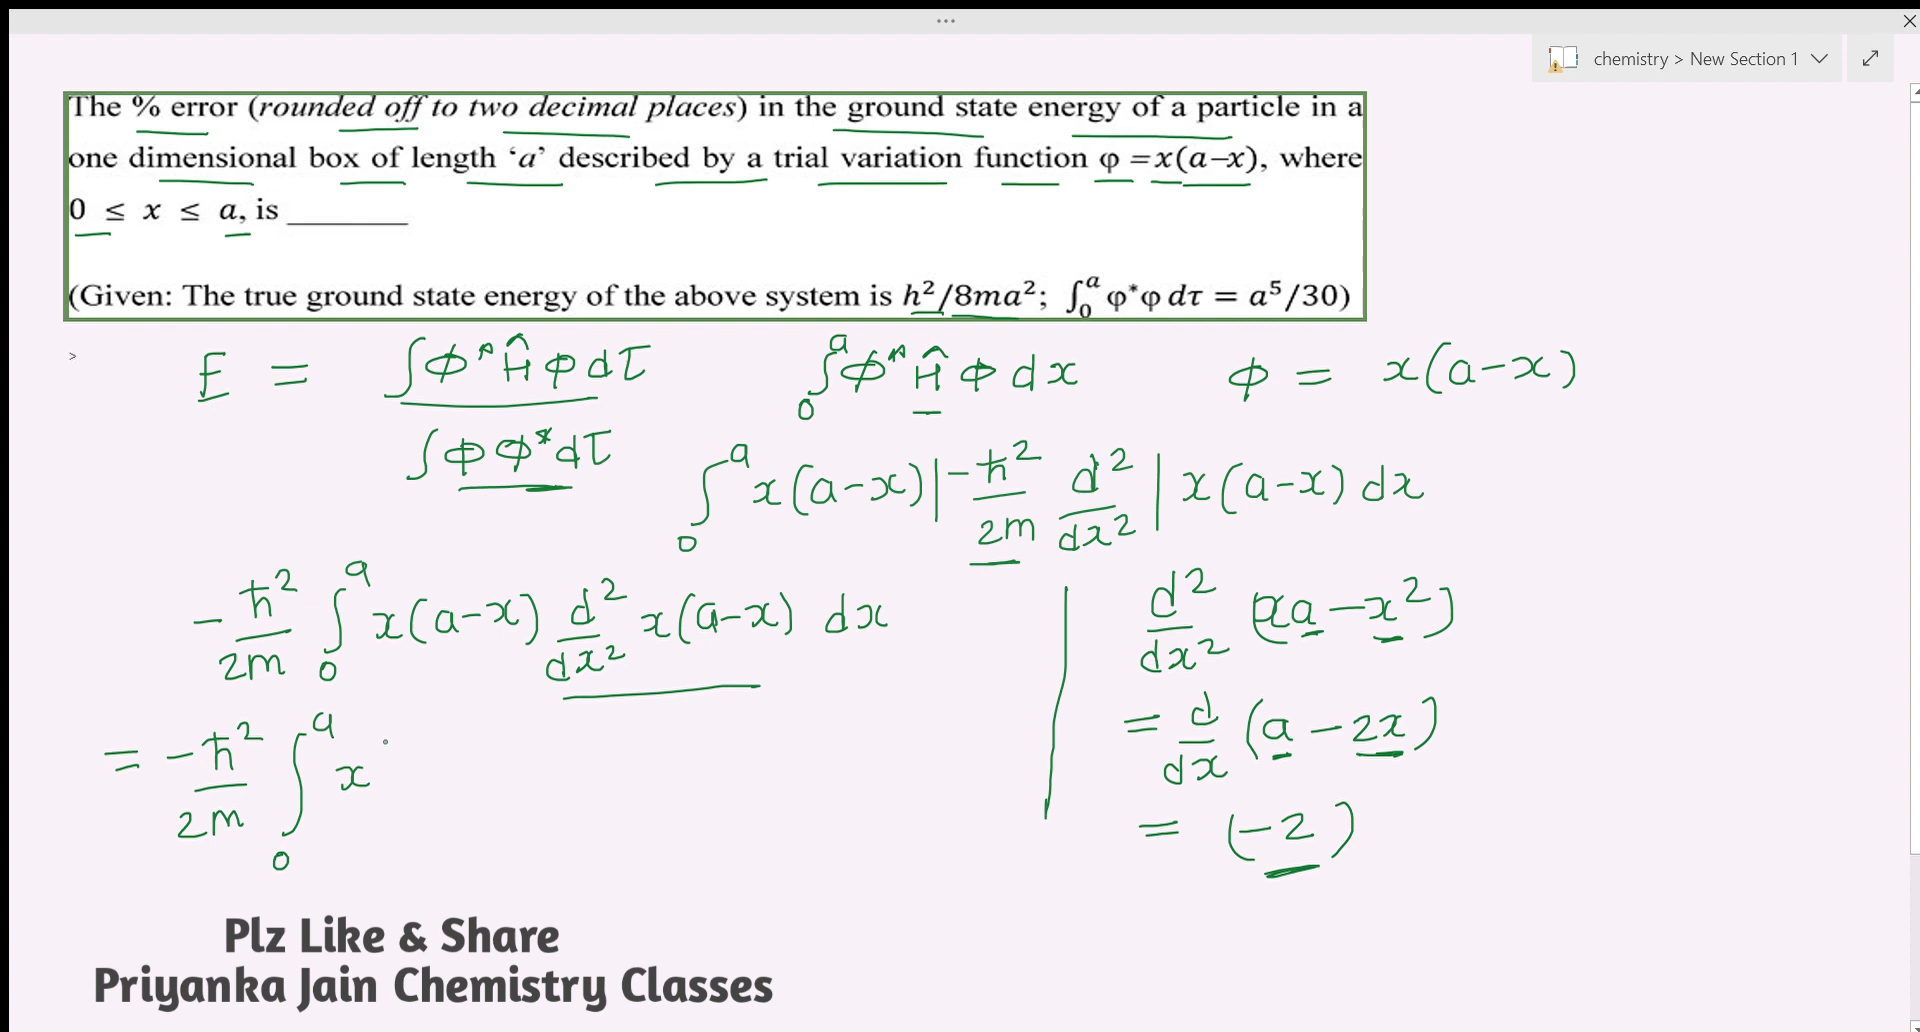 chemistry > New Section 1
The % error (rounded off to two decimal places) in the ground state energy of a particle in a
one dimensional box of length ‘a’ described by a trial variation function φ =x(a−x), where
0 ≤ x ≤ a, is ________
(Given: The true ground state energy of the above system is h²/8ma²; ∫₀ᵃ φ*φ dτ = a⁵/30)
E = ∫φ*Ĥφdτ / ∫φφ*dτ
∫₀ᵃ φ*Ĥφdx
φ = x(a−x)
∫₀ᵃ x(a−x)|−ħ²/2m d²/dx²| x(a−x)dx
−ħ²/2m ∫₀ᵃ x(a−x) d²/dx² x(a−x) dx
= −ħ²/2m ∫₀ᵃ x
d²/dx² (xa−x²)
= d/dx (a−2x)
= (−2)
Plz Like & Share
Priyanka Jain Chemistry Classes